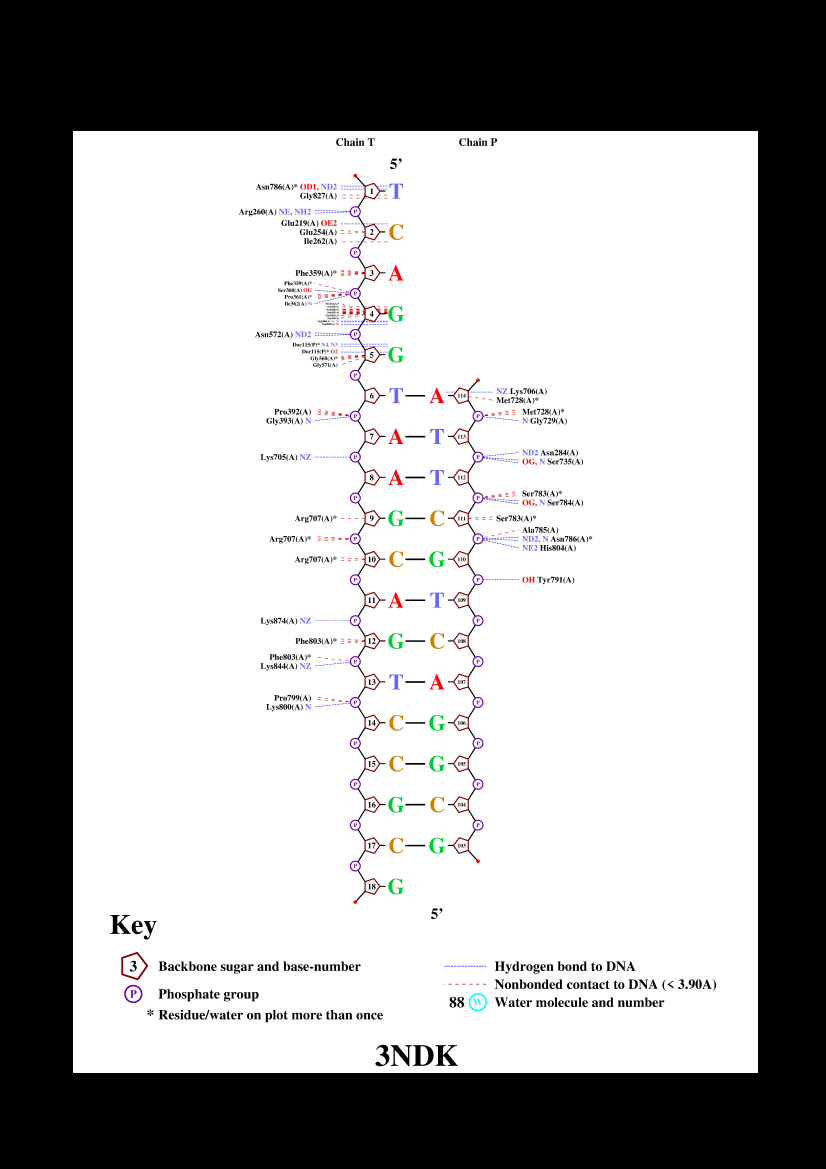 Chain T Chain P
5'
Asn786(A)* OD1, ND2
1 T
Gly827(A)
Arg260(A) NE, NH2 P
Glu219(A) OE2
Glu254(A) 2 C
Ile262(A)
P
Phe359(A)* 3 A
Phe359(A)*
Ser360(A) OG P
Pro361(A)*
Ile362(A) N
4 G
Asn572(A) ND2 P
Doc115(P)* N4, N3
Doc115(P)* O2 5 G
Gly568(A)*
Gly571(A)
P
6 T A 114 NZ Lys706(A)
Met728(A)*
Pro392(A) P P Met728(A)*
Gly393(A) N N Gly729(A)
7 A T 113
Lys705(A) NZ P P ND2 Asn284(A)
OG, N Ser735(A)
8 A T 112
P P Ser783(A)*
OG, N Ser784(A)
Arg707(A)* 9 G C 111 Ser783(A)*
Ala785(A)
Arg707(A)* P P ND2, N Asn786(A)*
NE2 His804(A)
Arg707(A)* 10 C G 110
P P OH Tyr791(A)
11 A T 109
Lys874(A) NZ P P
Phe803(A)* 12 G C 108
Phe803(A)* P P
Lys844(A) NZ
13 T A 107
Pro799(A) P P
Lys800(A) N
14 C G 106
P P
15 C G 105
P P
16 G C 104
P P
17 C G 103
P
18 G
5'
Key
3 Backbone sugar and base-number
P Phosphate group
* Residue/water on plot more than once
Hydrogen bond to DNA
Nonbonded contact to DNA (< 3.90A)
88 W Water molecule and number
3NDK